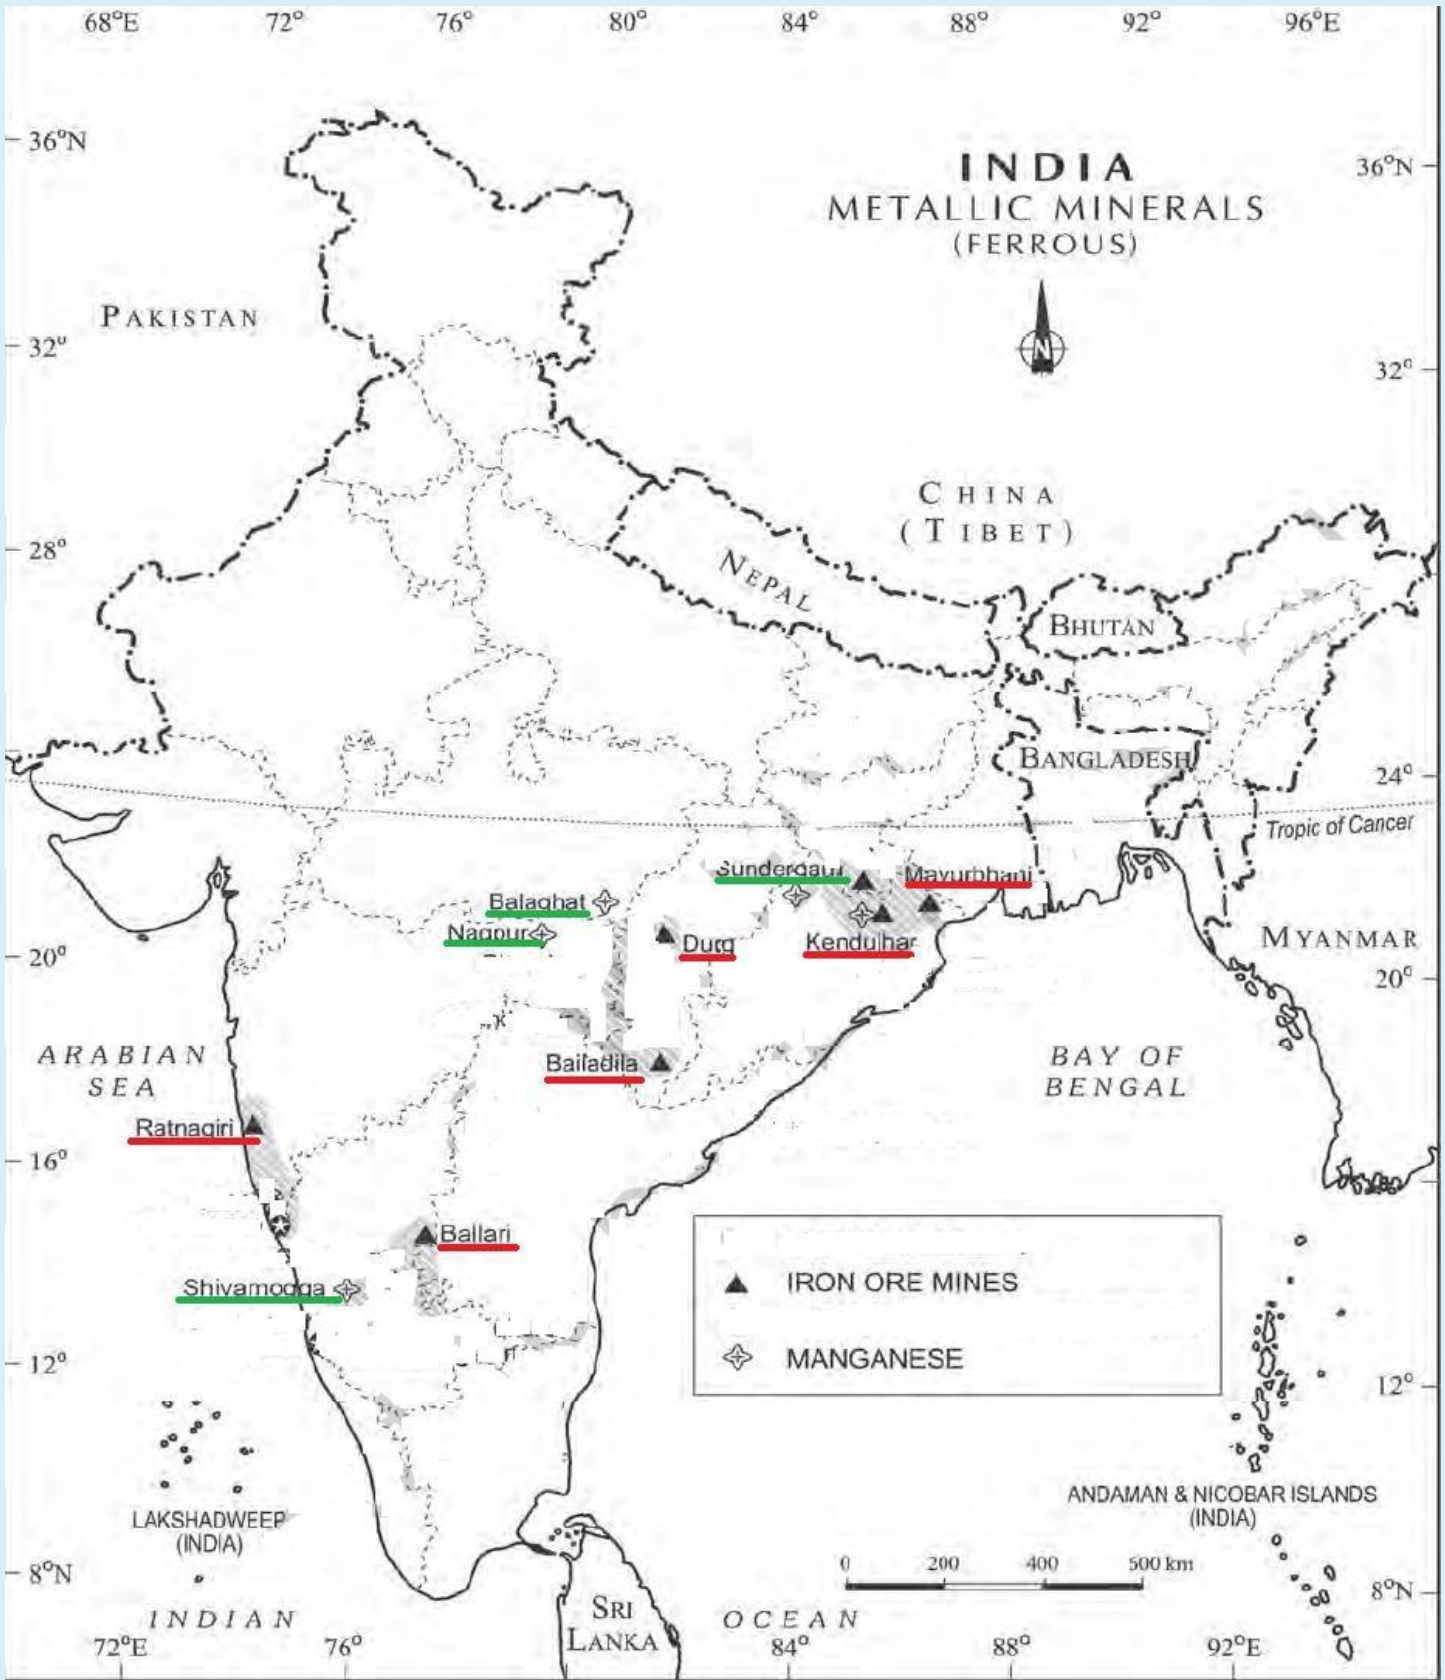 68°E 72° 76° 80° 84° 88° 92° 96°E
36°N
36°N
INDIA
METALLIC MINERALS
(FERROUS)
N
PAKISTAN
32°
32°
CHINA
(TIBET)
28°
NEPAL
BHUTAN
BANGLADESH
24°
Tropic of Cancer
Sundergaur
Mayurbhanj
Balaghat
Nagpur
Durg
Kendujhar
MYANMAR
20°
20°
ARABIAN
SEA
BAY OF
BENGAL
Bailadila
Ratnagiri
16°
Ballari
Shivamogga
IRON ORE MINES
MANGANESE
12°
12°
LAKSHADWEEP
(INDIA)
ANDAMAN & NICOBAR ISLANDS
(INDIA)
0 200 400 500 km
8°N
8°N
INDIAN OCEAN
SRI
LANKA
72°E 76° 84° 88° 92°E